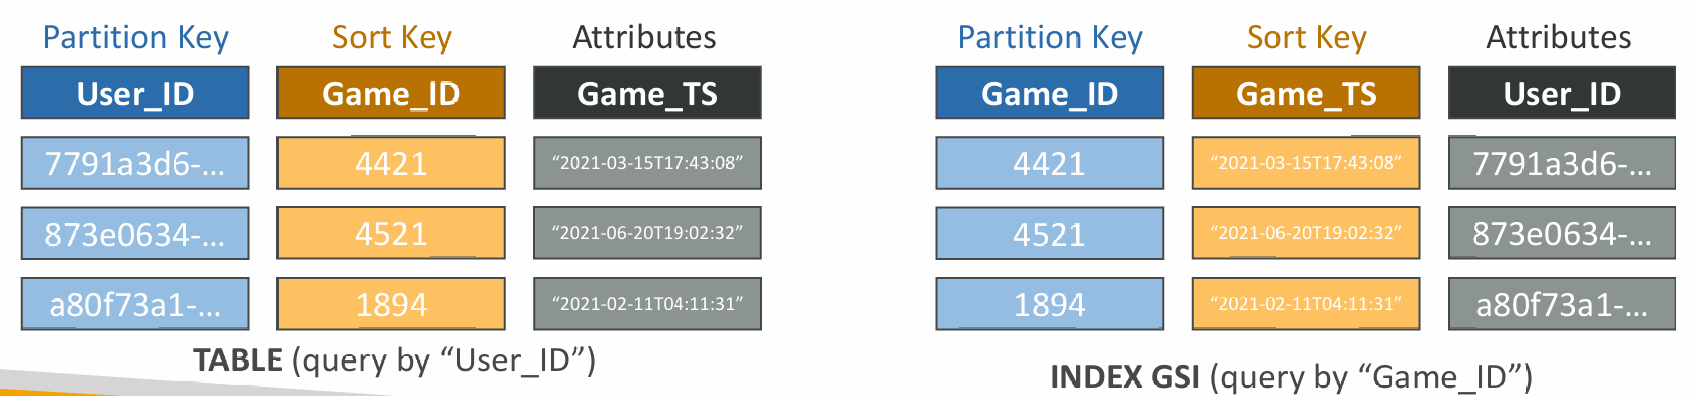 Partition Key Sort Key Attributes
User_ID Game_ID Game_TS
7791a3d6-... 4421 “2021-03-15T17:43:08”
873e0634-... 4521 “2021-06-20T19:02:32”
a80f73a1-... 1894 “2021-02-11T04:11:31”
TABLE (query by “User_ID”)
Partition Key Sort Key Attributes
Game_ID Game_TS User_ID
4421 “2021-03-15T17:43:08” 7791a3d6-...
4521 “2021-06-20T19:02:32” 873e0634-...
1894 “2021-02-11T04:11:31” a80f73a1-...
INDEX GSI (query by “Game_ID”)